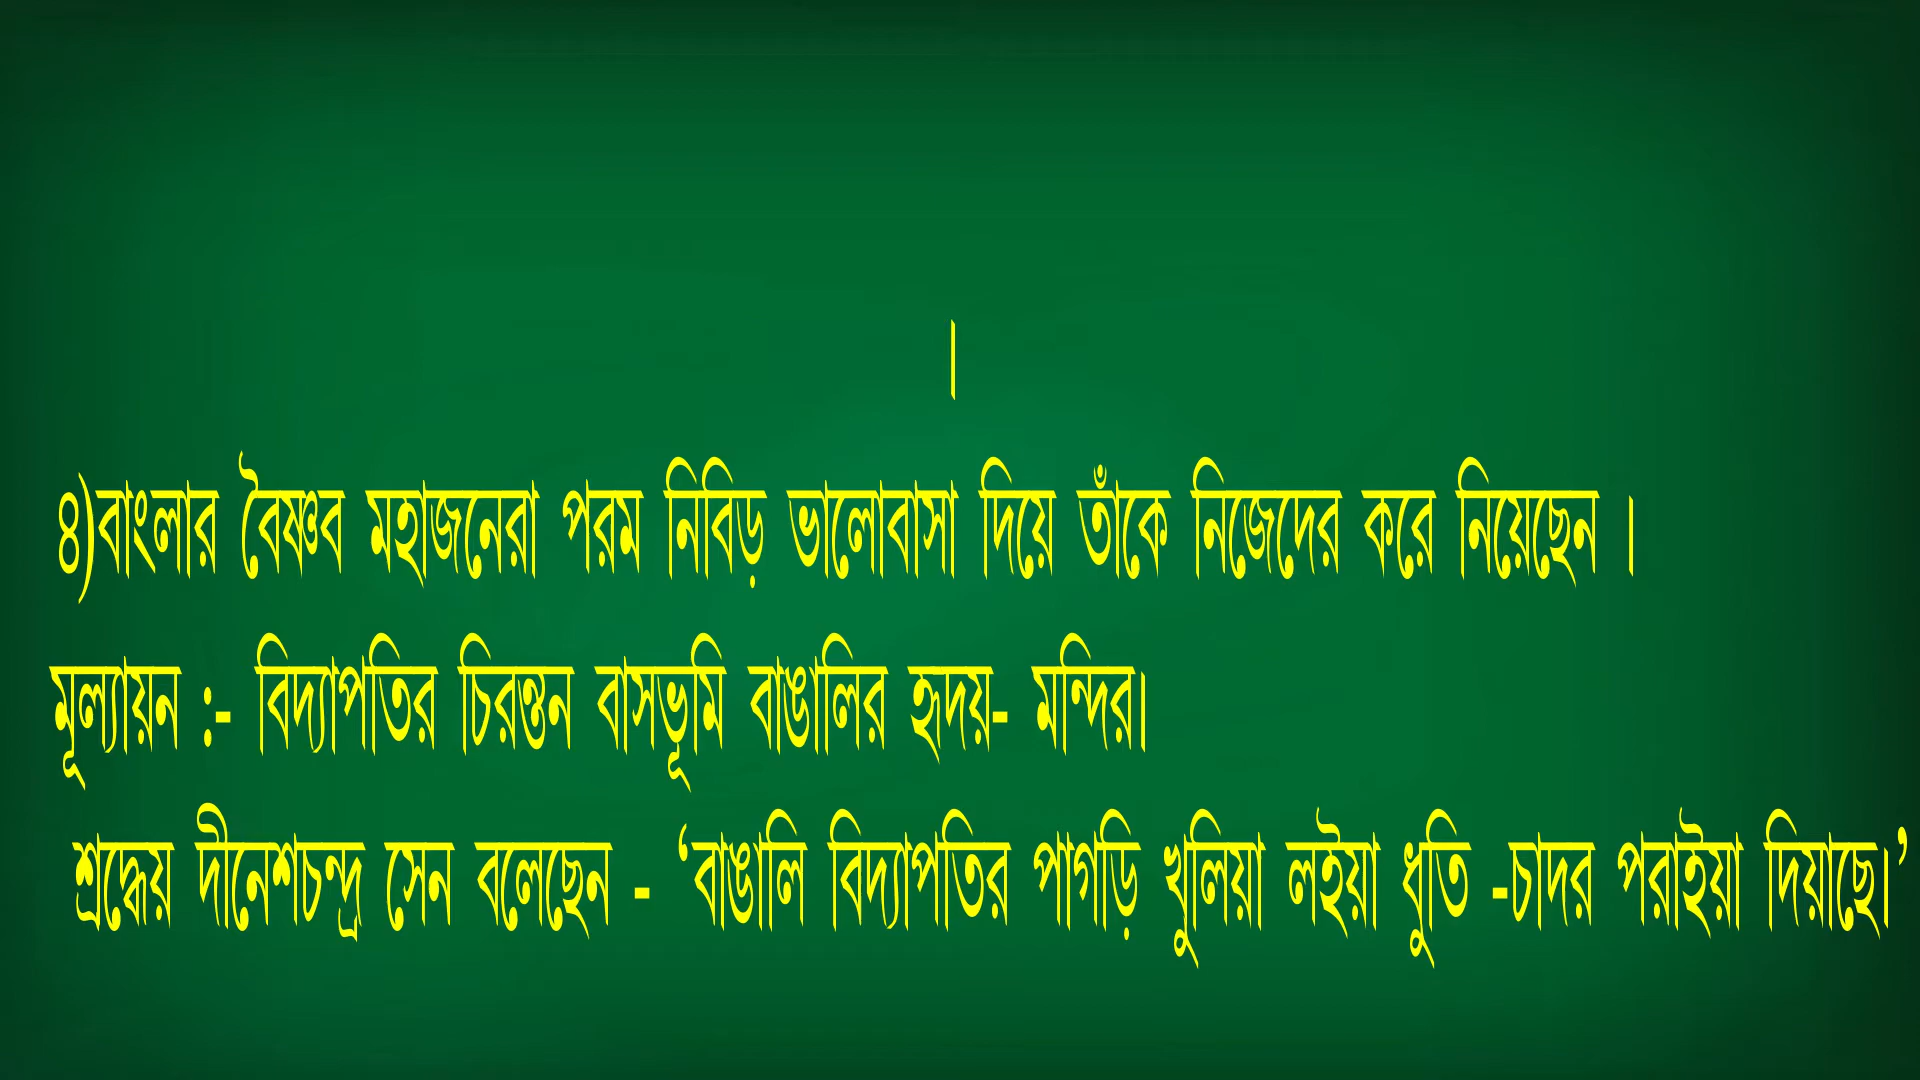 ।
৪)বাংলার বৈষ্ণব মহাজনেরা পরম নিবিড় ভালোবাসা দিয়ে তাঁকে নিজেদের করে নিয়েছেন ।
মূল্যায়ন :- বিদ্যাপতির চিরন্তন বাসভূমি বাঙালির হৃদয়- মন্দির।
শ্রদ্ধেয় দীনেশচন্দ্র সেন বলেছেন - ‘বাঙালি বিদ্যাপতির পাগড়ি খুলিয়া লইয়া ধুতি -চাদর পরাইয়া দিয়াছে।’